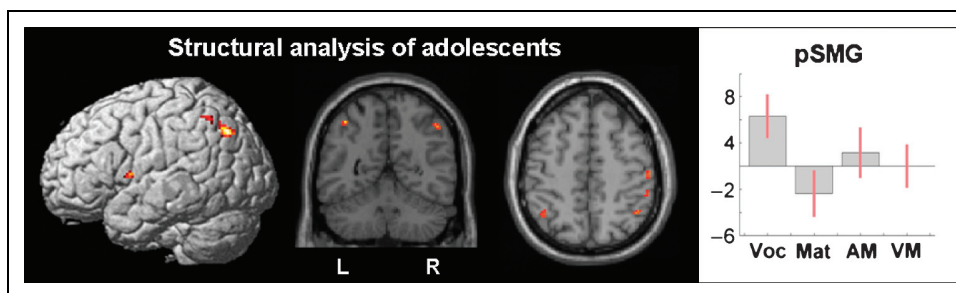 Structural analysis of adolescents
L R
pSMG
8
4
−2
−6
Voc Mat AM VM